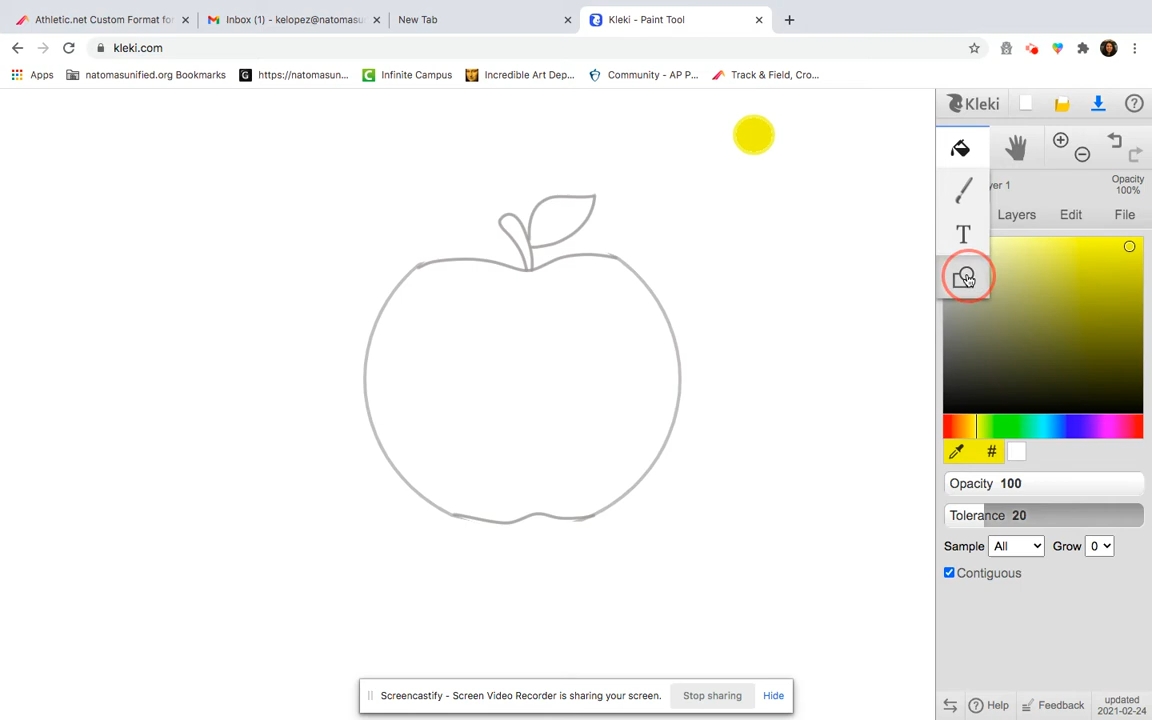 Athletic.net Custom Format for
Inbox (1) - kelopez@natomasu
New Tab
Kleki - Paint Tool
kleki.com
Apps
natomasunified.org Bookmarks
https://natomasun...
Infinite Campus
Incredible Art Dep...
Community - AP P...
Track & Field, Cro...
Kleki
yer 1
Opacity
100%
T
Layers
Edit
File
#
Opacity 100
Tolerance 20
Sample All Grow 0
Contiguous
Screencastify - Screen Video Recorder is sharing your screen. Stop sharing Hide
Help
Feedback
updated
2021-02-24